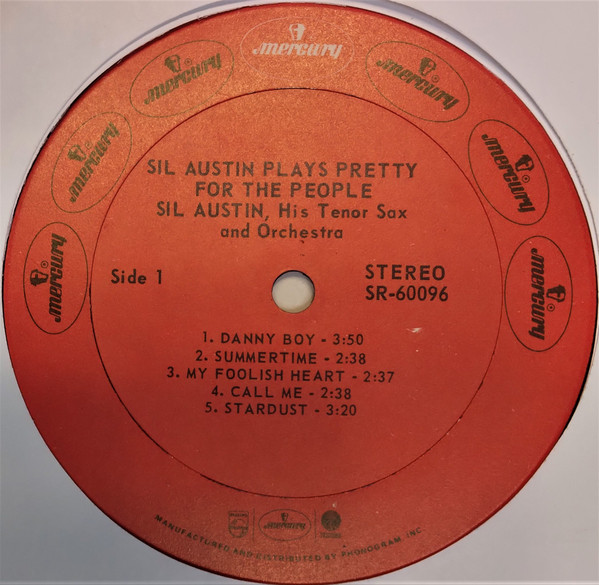 mercury
mercury
mercury
mercury
mercury
mercury
mercury
SIL AUSTIN PLAYS PRETTY
FOR THE PEOPLE
SIL AUSTIN, His Tenor Sax
and Orchestra
Side 1
STEREO
SR-60096
1. DANNY BOY - 3:50
2. SUMMERTIME - 2:38
3. MY FOOLISH HEART - 2:37
4. CALL ME - 2:38
5. STARDUST - 3:20
mercury
MANUFACTURED AND DISTRIBUTED BY PHONOGRAM, INC.